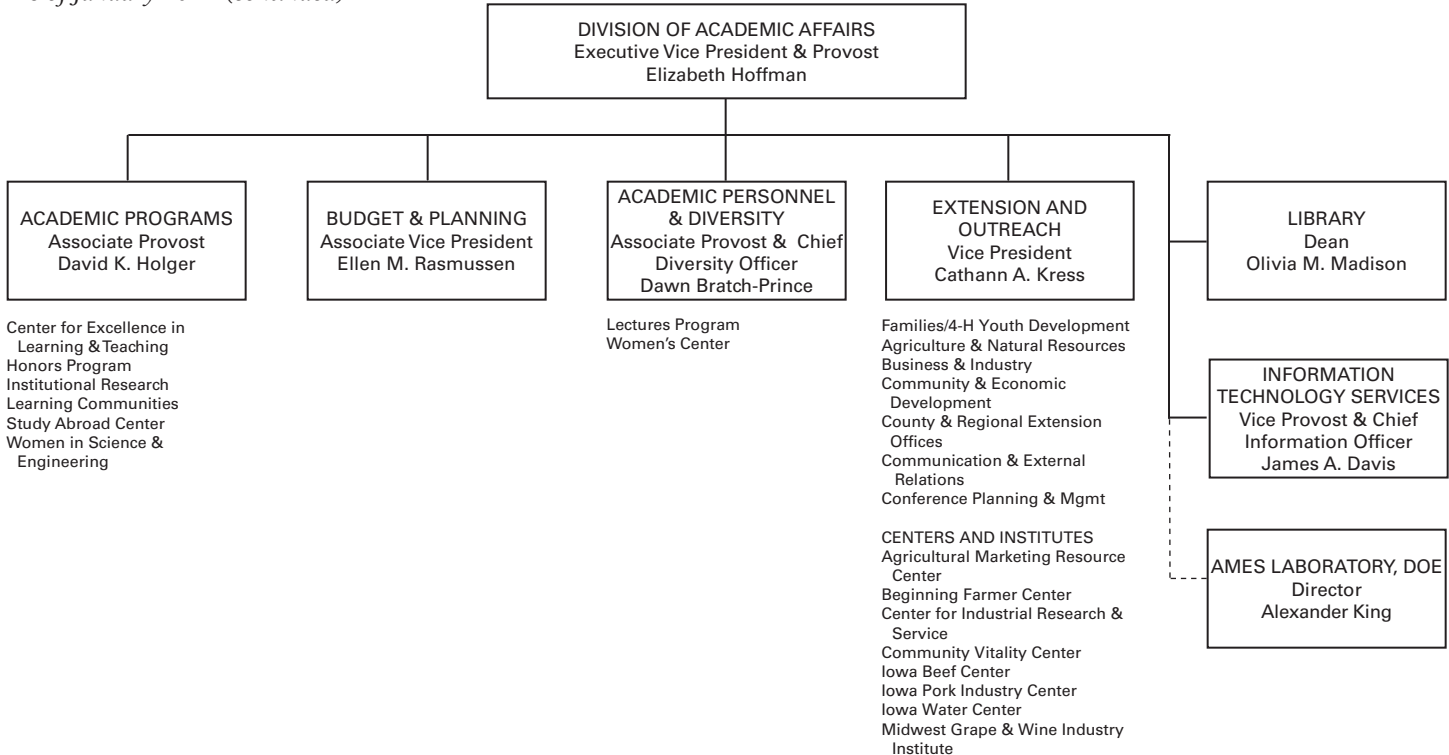 DIVISION OF ACADEMIC AFFAIRS
Executive Vice President & Provost
Elizabeth Hoffman
ACADEMIC PROGRAMS
Associate Provost
David K. Holger
Center for Excellence in
Learning & Teaching
Honors Program
Institutional Research
Learning Communities
Study Abroad Center
Women in Science &
Engineering
BUDGET & PLANNING
Associate Vice President
Ellen M. Rasmussen
ACADEMIC PERSONNEL
& DIVERSITY
Associate Provost & Chief
Diversity Officer
Dawn Bratch-Prince
Lectures Program
Women's Center
EXTENSION AND
OUTREACH
Vice President
Cathann A. Kress
Families/4-H Youth Development
Agriculture & Natural Resources
Business & Industry
Community & Economic
Development
County & Regional Extension
Offices
Communication & External
Relations
Conference Planning & Mgmt
CENTERS AND INSTITUTES
Agricultural Marketing Resource
Center
Beginning Farmer Center
Center for Industrial Research &
Service
Community Vitality Center
Iowa Beef Center
Iowa Pork Industry Center
Iowa Water Center
Midwest Grape & Wine Industry
Institute
LIBRARY
Dean
Olivia M. Madison
INFORMATION
TECHNOLOGY SERVICES
Vice Provost & Chief
Information Officer
James A. Davis
AMES LABORATORY, DOE
Director
Alexander King